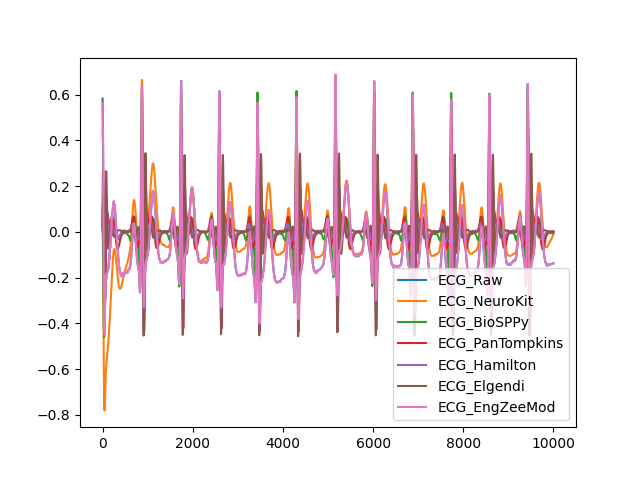 0.6
0.4
0.2
0.0
−0.2
−0.4
−0.6
−0.8
0 2000 4000 6000 8000 10000
ECG_Raw
ECG_NeuroKit
ECG_BioSPPy
ECG_PanTompkins
ECG_Hamilton
ECG_Elgendi
ECG_EngZeeMod